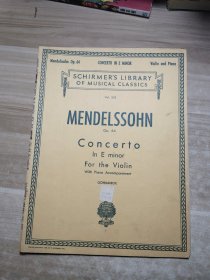 Mendelssohn Op. 64 CONCERTO IN E MINOR Violin and Piano
SCHIRMER'S LIBRARY
OF MUSICAL CLASSICS
MENDELSSOHN
Op. 64
Concerto
In E minor
For the Violin
With Piano Accompaniment